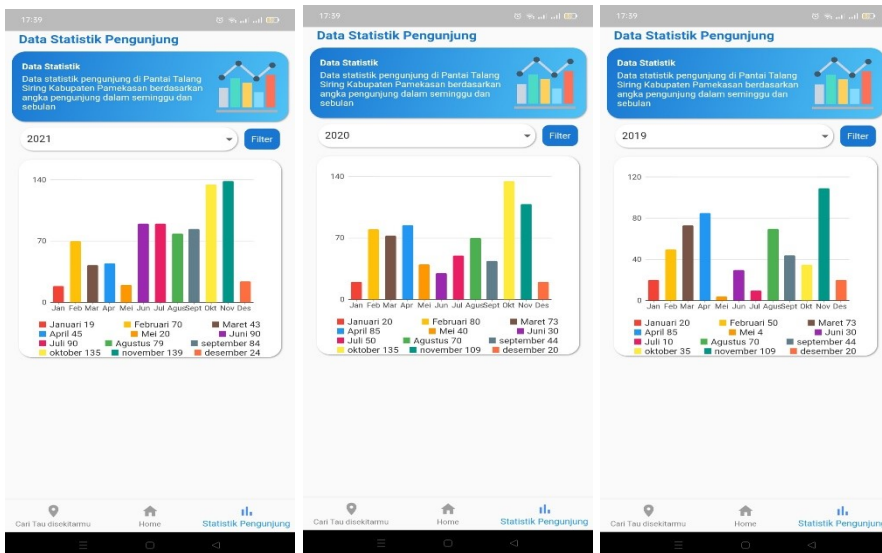 17:59
Data Statistik Pengunjung
Data Statistik
Data statistik pengunjung di Pantai Talang
Siring Kabupaten Pamekasan berdasarkan
angka pengunjung dalam seminggu dan
sebulan
2021
Filter
140
70
0
Jan Feb Mar Apr Mei Jun Jul Agus Sept Okt Nov Des
Januari 19 Februari 70 Maret 43
April 45 Mei 20 Juni 90
Juli 90 Agustus 79 september 84
oktober 135 november 139 desember 24
Cari Tau disekitarmu Home Statistik Pengunjung
17:59
Data Statistik Pengunjung
Data Statistik
Data statistik pengunjung di Pantai Talang
Siring Kabupaten Pamekasan berdasarkan
angka pengunjung dalam seminggu dan
sebulan
2020
Filter
140
70
0
Jan Feb Mar Apr Mei Jun Jul Agus Sept Okt Nov Des
Januari 20 Februari 80 Maret 73
April 85 Mei 40 Juni 30
Juli 50 Agustus 70 september 44
oktober 135 november 109 desember 20
Cari Tau disekitarmu Home Statistik Pengunjung
17:59
Data Statistik Pengunjung
Data Statistik
Data statistik pengunjung di Pantai Talang
Siring Kabupaten Pamekasan berdasarkan
angka pengunjung dalam seminggu dan
sebulan
2019
Filter
120
80
40
0
Jan Feb Mar Apr Mei Jun Jul Agus Sept Okt Nov Des
Januari 20 Februari 50 Maret 73
April 85 Mei 4 Juni 30
Juli 10 Agustus 70 september 44
oktober 35 november 109 desember 20
Cari Tau disekitarmu Home Statistik Pengunjung